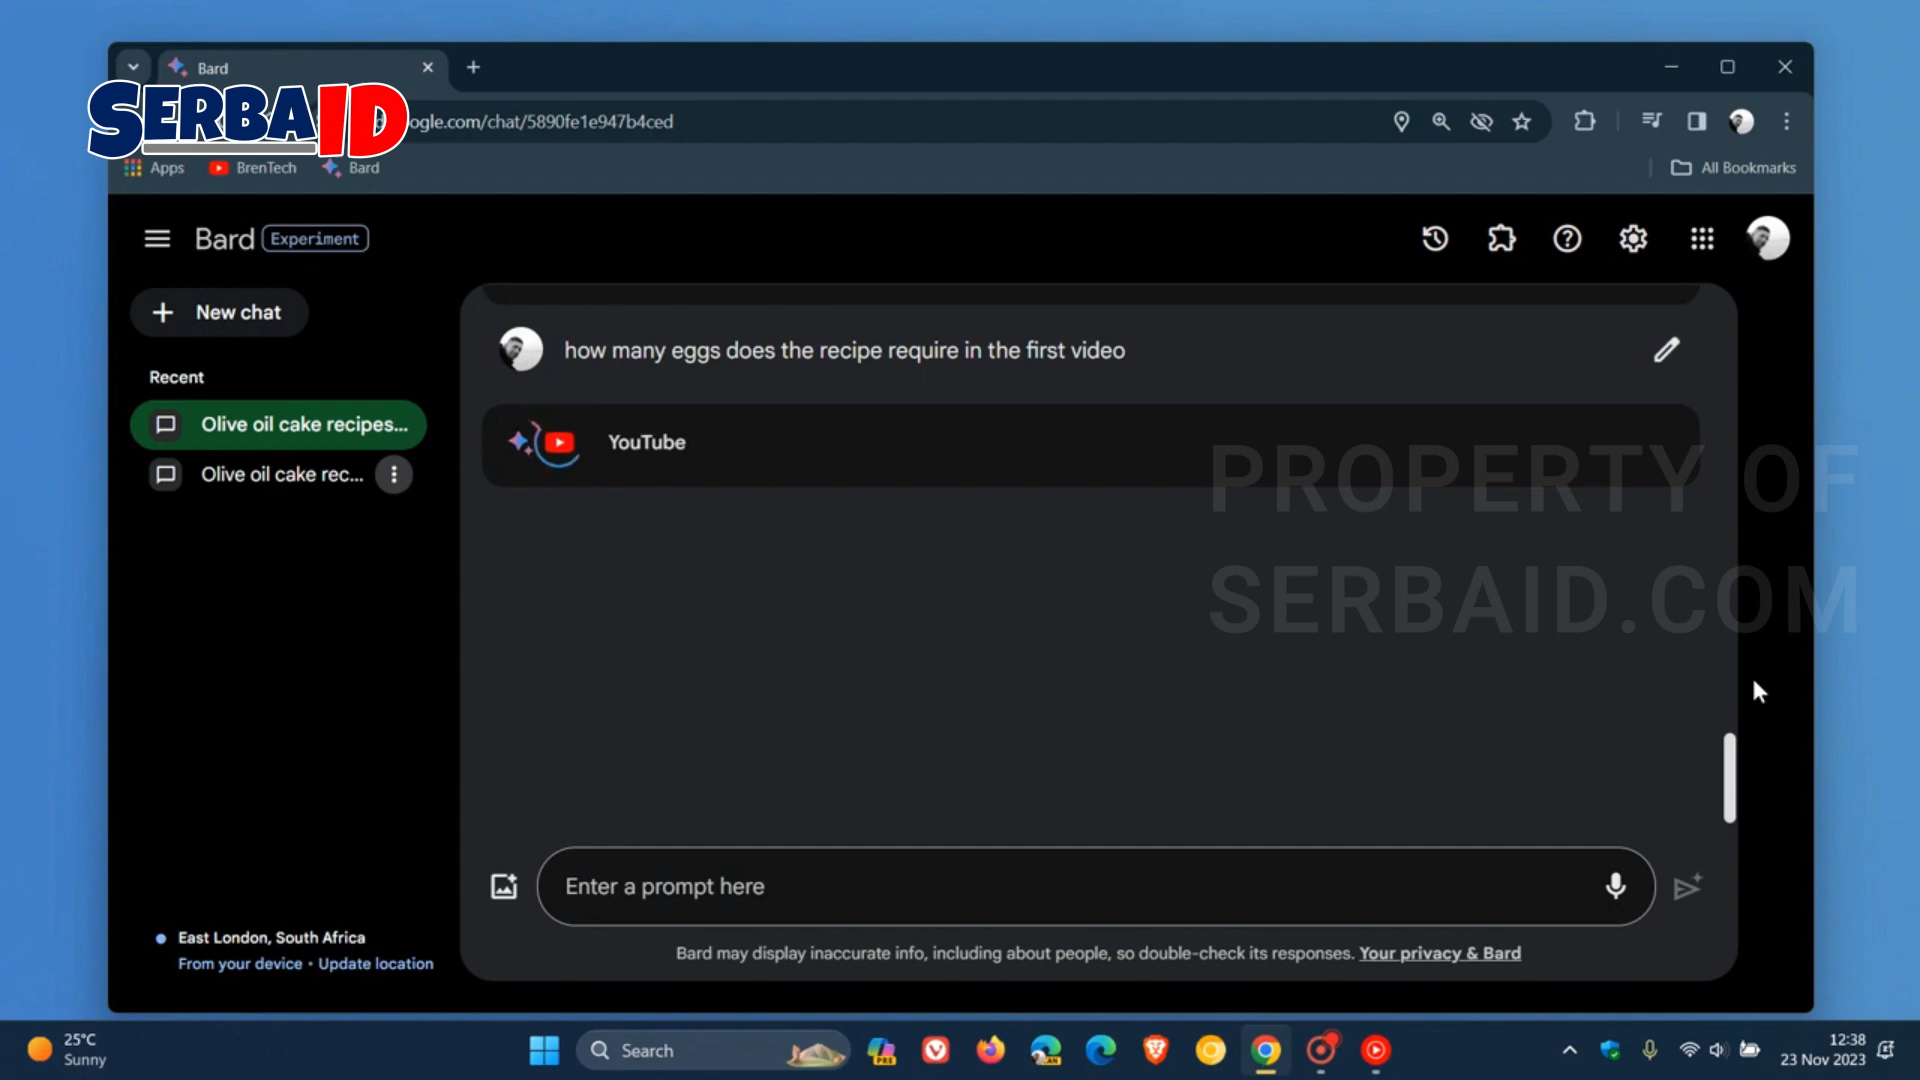 Bard
SERBAID
ogle.com/chat/5890fe1e947b4ced
Apps
BrenTech
Bard
All Bookmarks
Bard Experiment
New chat
Recent
Olive oil cake recipes...
Olive oil cake rec...
how many eggs does the recipe require in the first video
YouTube
PROPERTY OF
SERBAID.COM
Enter a prompt here
Bard may display inaccurate info, including about people, so double-check its responses. Your privacy & Bard
East London, South Africa
From your device • Update location
25°C
Sunny
Search
PRE
CAN
12:38
23 Nov 2023